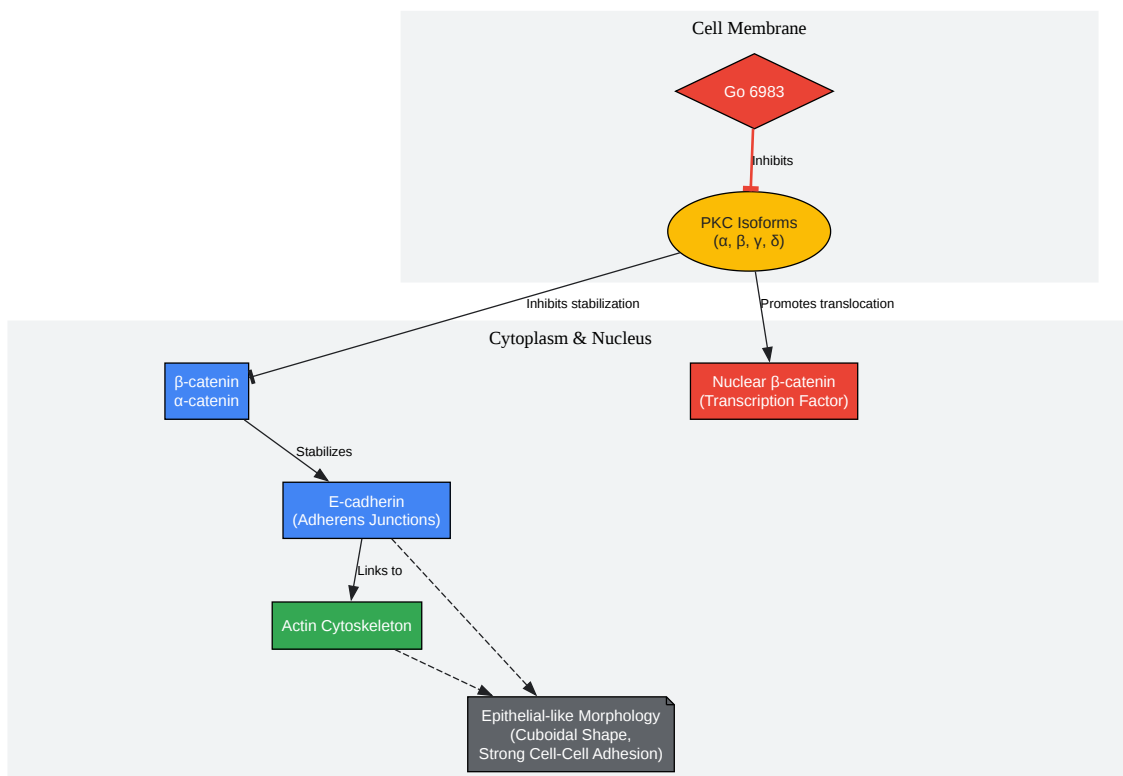 Cell Membrane
Go 6983
Inhibits
PKC Isoforms
(α, β, γ, δ)
Inhibits stabilization
Promotes translocation
Cytoplasm & Nucleus
β-catenin
α-catenin
Nuclear β-catenin
(Transcription Factor)
Stabilizes
E-cadherin
(Adherens Junctions)
Links to
Actin Cytoskeleton
Epithelial-like Morphology
(Cuboidal Shape,
Strong Cell-Cell Adhesion)